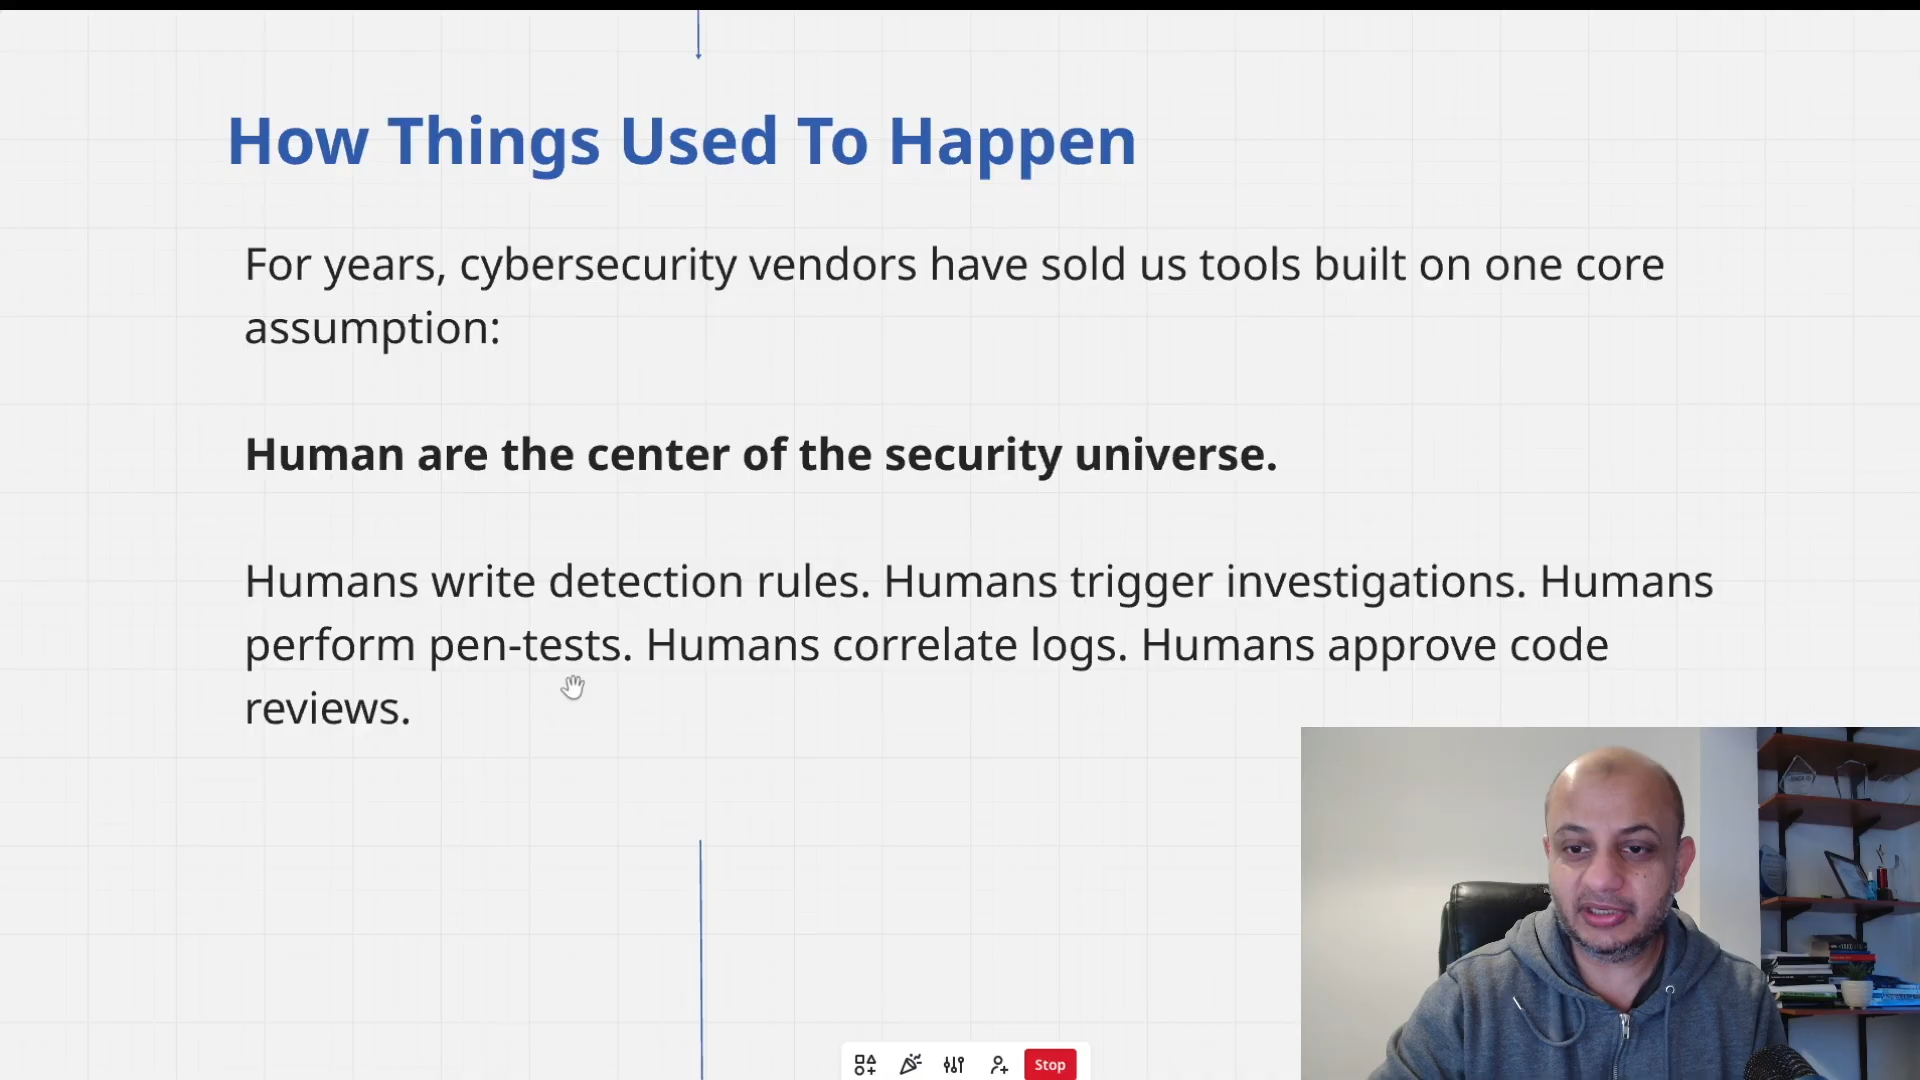 How Things Used To Happen
For years, cybersecurity vendors have sold us tools built on one core
assumption:
Human are the center of the security universe.
Humans write detection rules. Humans trigger investigations. Humans
perform pen-tests. Humans correlate logs. Humans approve code
reviews.
Stop